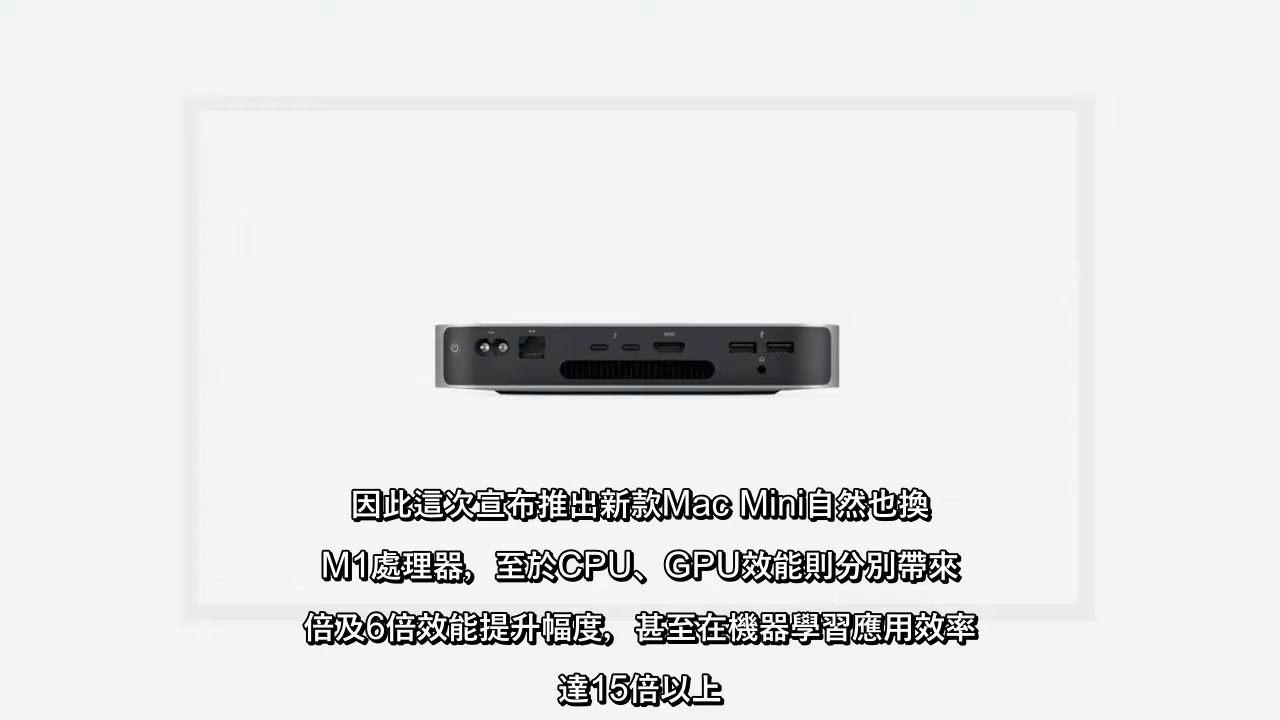 HDMI
因此這次宣布推出新款Mac Mini自然也換
M1處理器，至於CPU、GPU效能則分別帶來
倍及6倍效能提升幅度，甚至在機器學習應用效率
達15倍以上